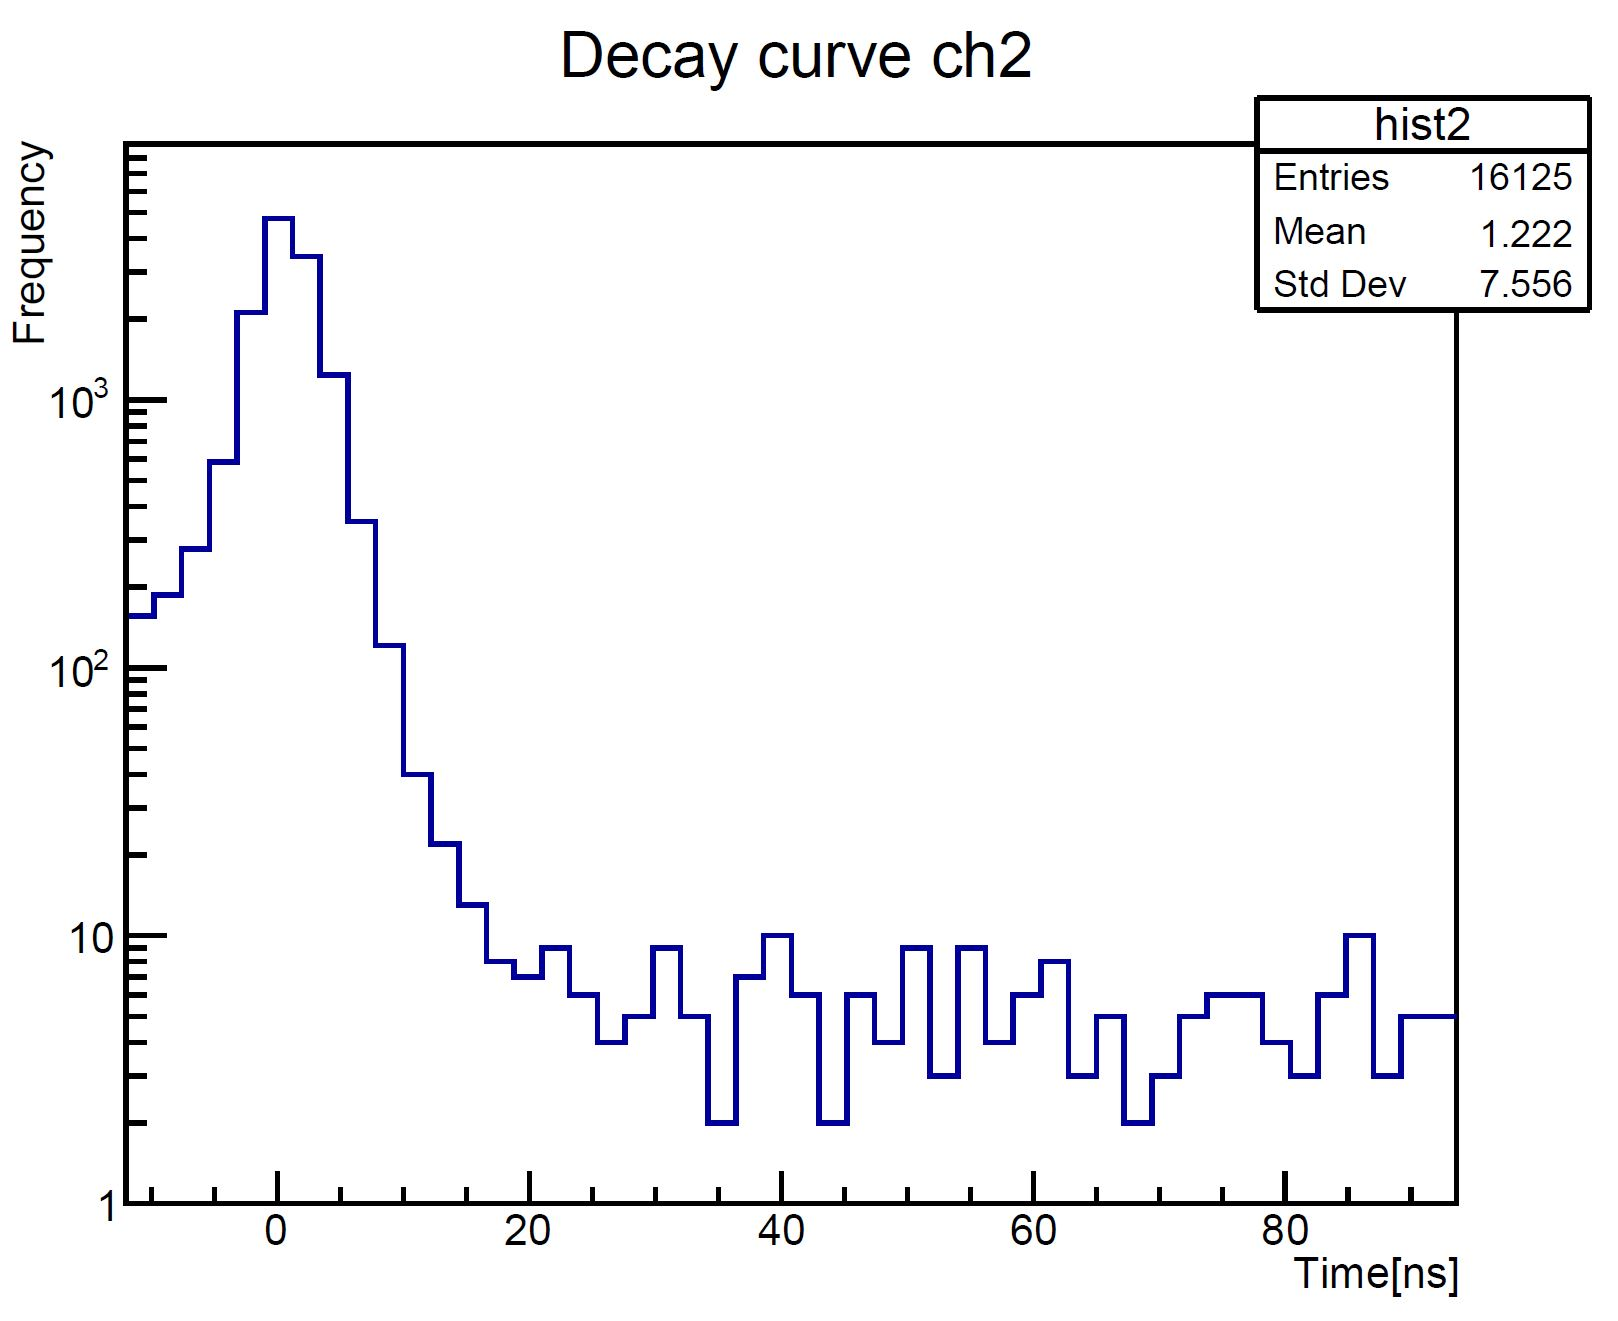 Decay curve ch2
hist2
Entries 16125
Mean 1.222
Std Dev 7.556
Frequency
10³
10²
10
1
0 20 40 60 80
Time[ns]